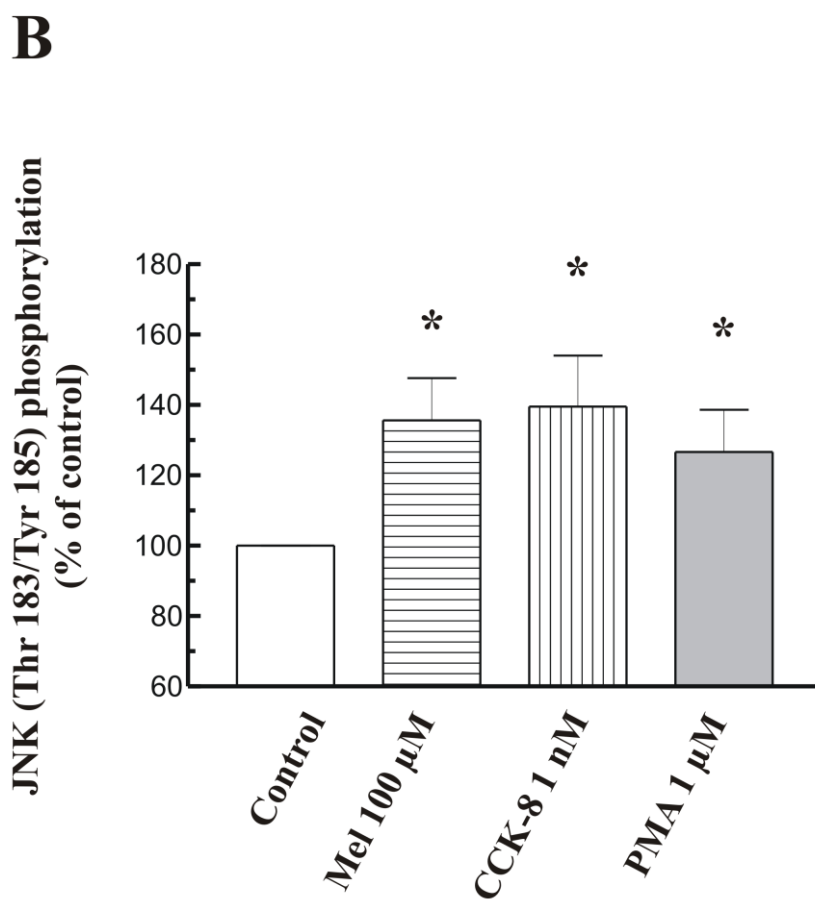 B
JNK (Thr 183/Tyr 185) phosphorylation
(% of control)
180
160
140
120
100
80
60
*
*
*
Control
Mel 100 µM
CCK-8 1 nM
PMA 1 µM